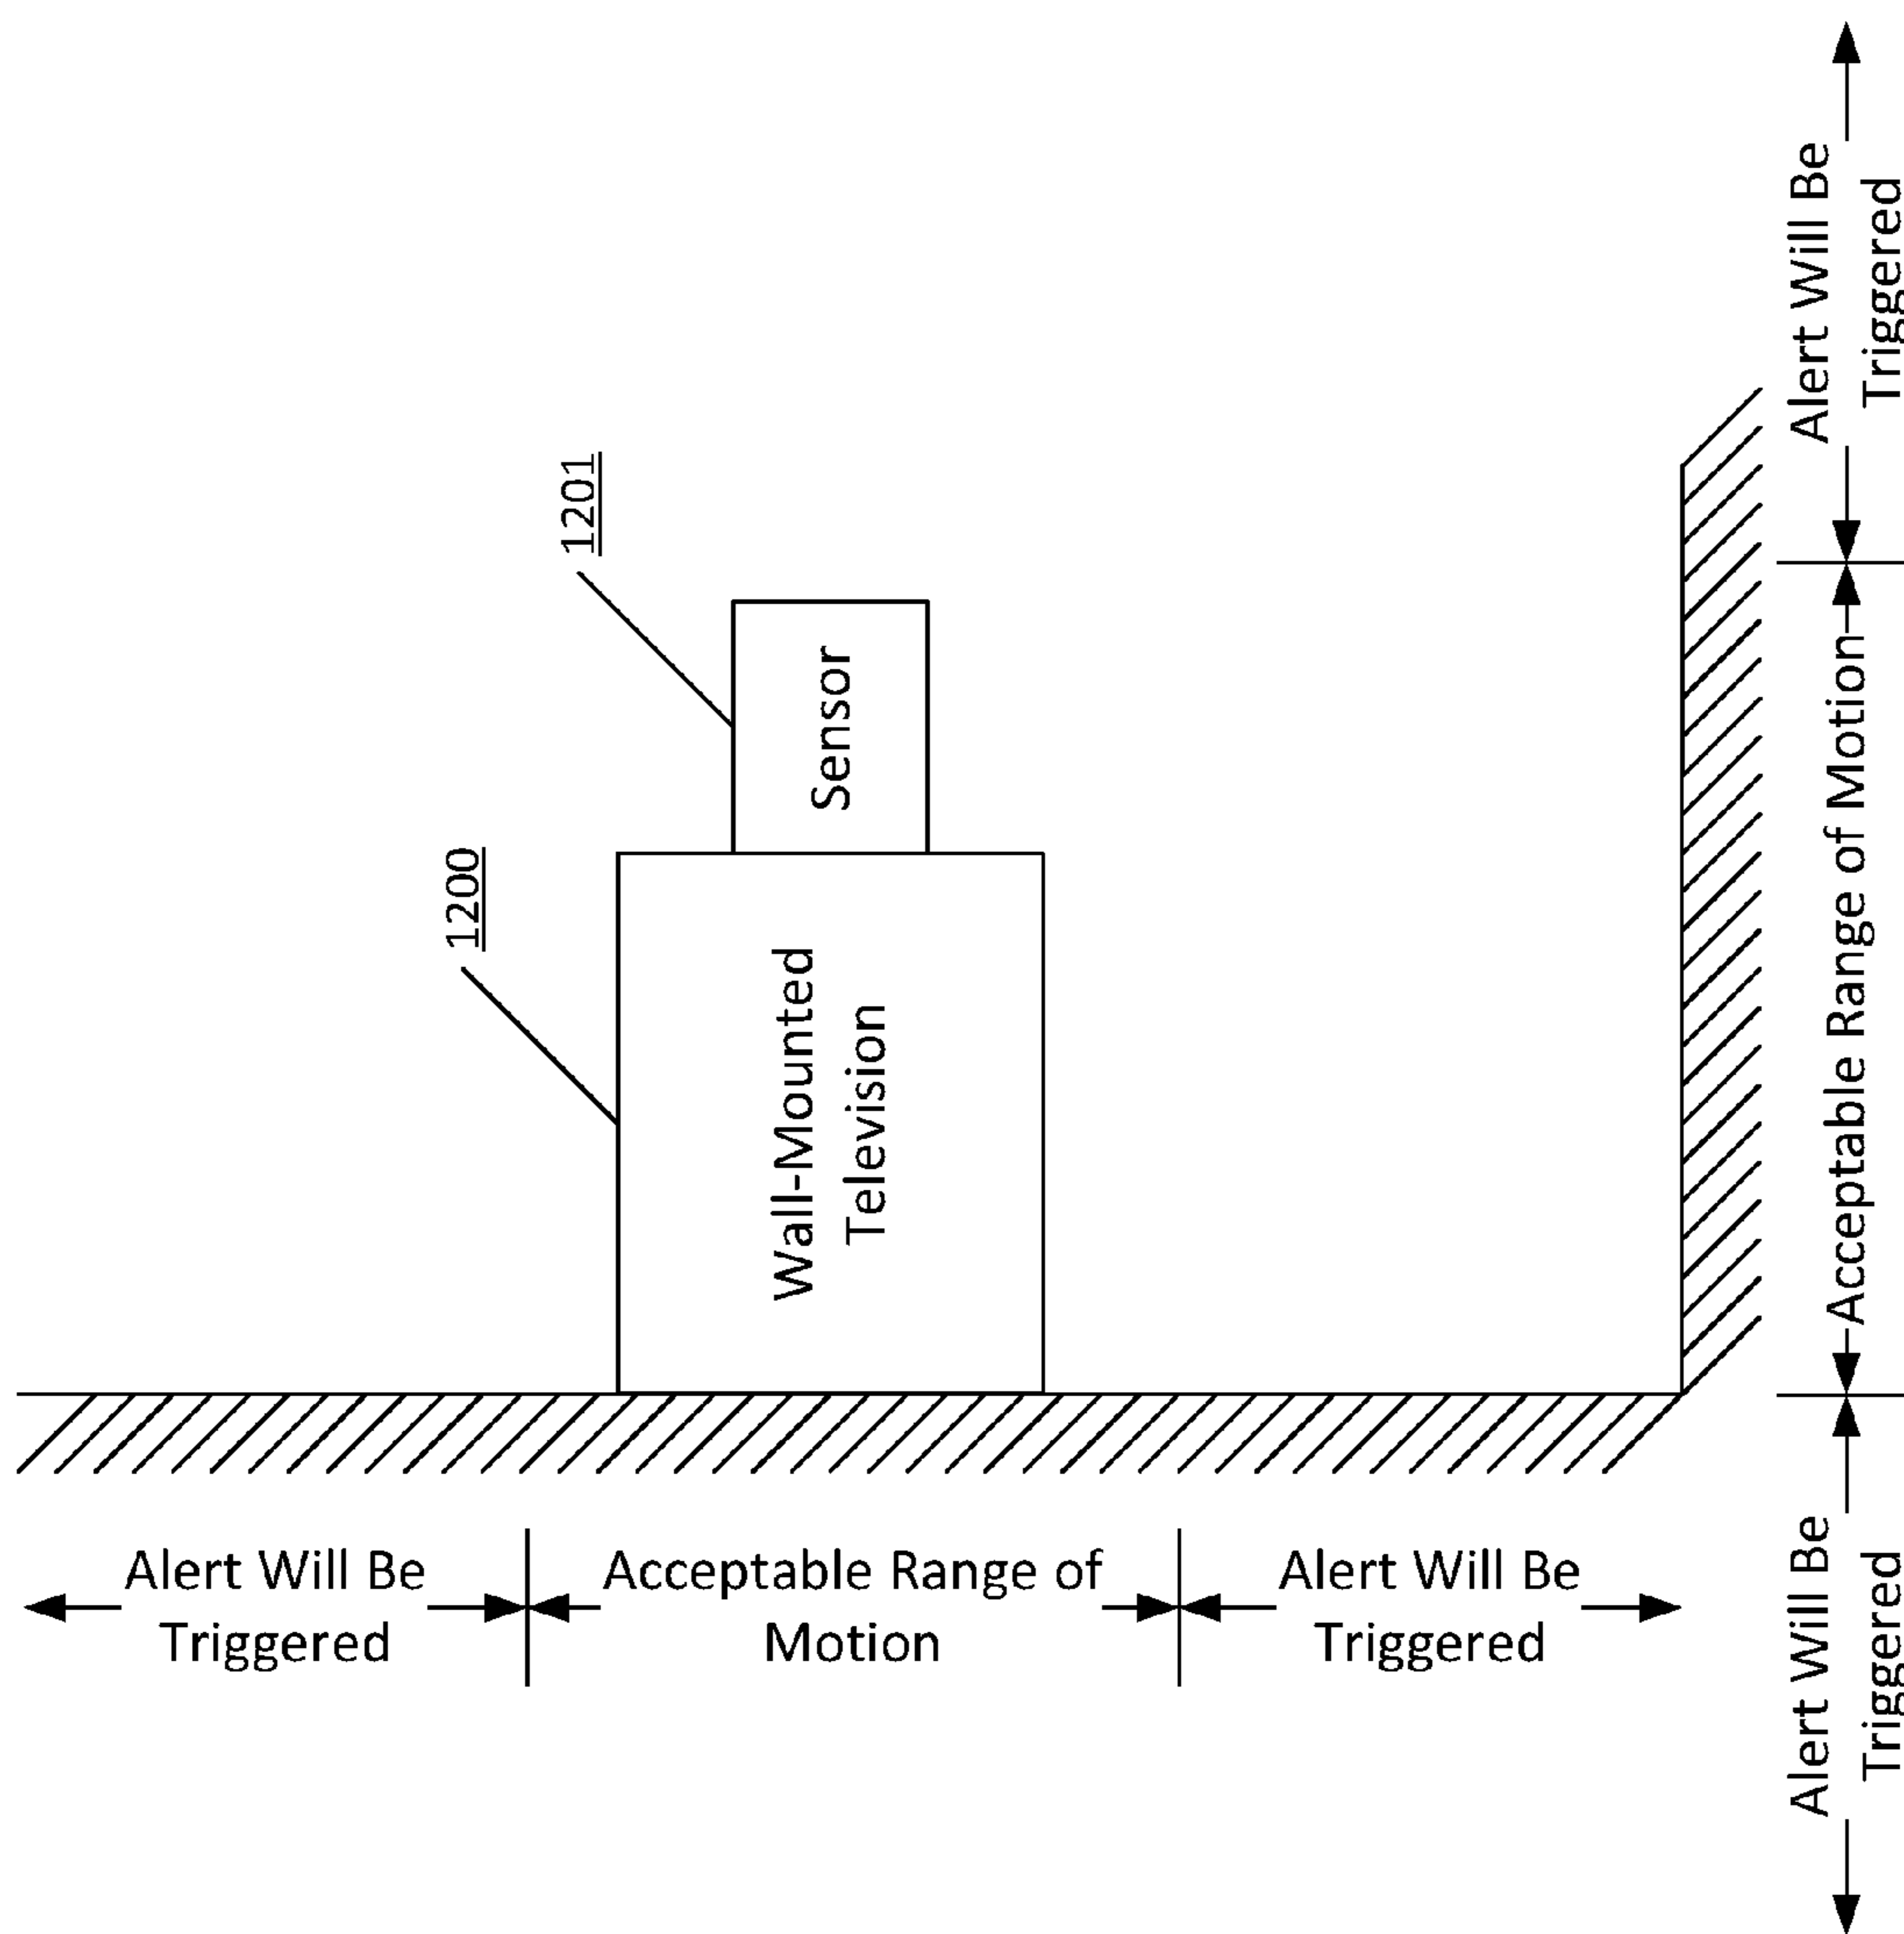 1200
1201
Wall-Mounted
Television
Sensor
Alert Will Be
Triggered
Acceptable Range of
Motion
Alert Will Be
Triggered
Alert Will Be
Triggered
Acceptable Range of Motion
Alert Will Be
Triggered